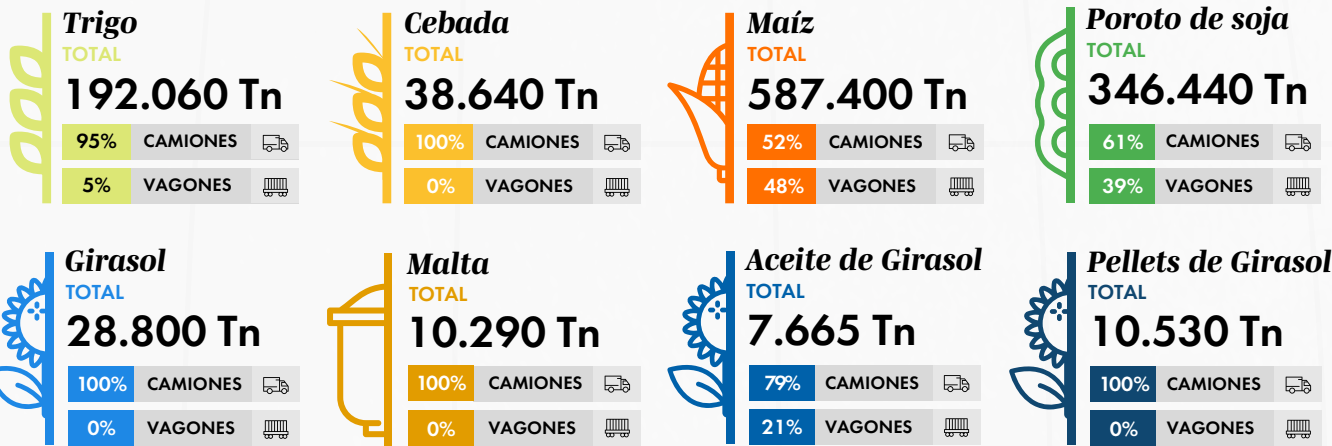 Trigo
TOTAL
192.060 Tn
95% CAMIONES
5% VAGONES
Cebada
TOTAL
38.640 Tn
100% CAMIONES
0% VAGONES
Maíz
TOTAL
587.400 Tn
52% CAMIONES
48% VAGONES
Poroto de soja
TOTAL
346.440 Tn
61% CAMIONES
39% VAGONES
Girasol
TOTAL
28.800 Tn
100% CAMIONES
0% VAGONES
Malta
TOTAL
10.290 Tn
100% CAMIONES
0% VAGONES
Aceite de Girasol
TOTAL
7.665 Tn
79% CAMIONES
21% VAGONES
Pellets de Girasol
TOTAL
10.530 Tn
100% CAMIONES
0% VAGONES